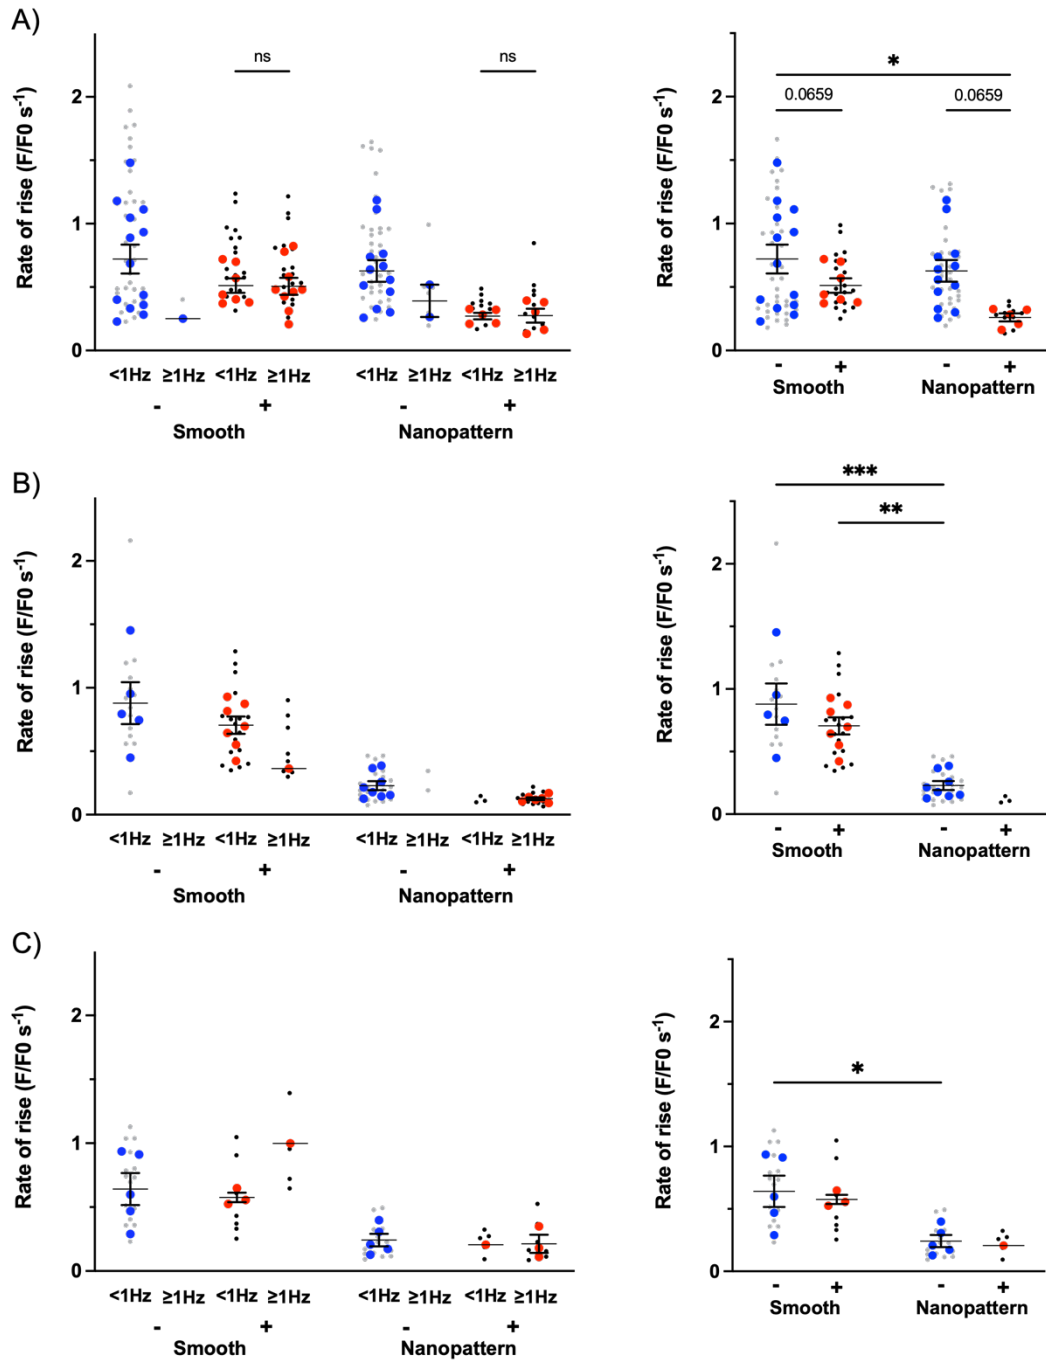 A)
Rate of rise (F/F0 s⁻¹)
2
1
0
ns
ns
<1Hz ≥1Hz <1Hz ≥1Hz <1Hz ≥1Hz <1Hz ≥1Hz
- + - +
Smooth Nanopattern
Rate of rise (F/F0 s⁻¹)
2
1
0
*
0.0659 0.0659
- + - +
Smooth Nanopattern
B)
Rate of rise (F/F0 s⁻¹)
2
1
0
<1Hz ≥1Hz <1Hz ≥1Hz <1Hz ≥1Hz <1Hz ≥1Hz
- + - +
Smooth Nanopattern
Rate of rise (F/F0 s⁻¹)
2
1
0
***
**
- + - +
Smooth Nanopattern
C)
Rate of rise (F/F0 s⁻¹)
2
1
0
<1Hz ≥1Hz <1Hz ≥1Hz <1Hz ≥1Hz <1Hz ≥1Hz
- + - +
Smooth Nanopattern
Rate of rise (F/F0 s⁻¹)
2
1
0
*
- + - +
Smooth Nanopattern